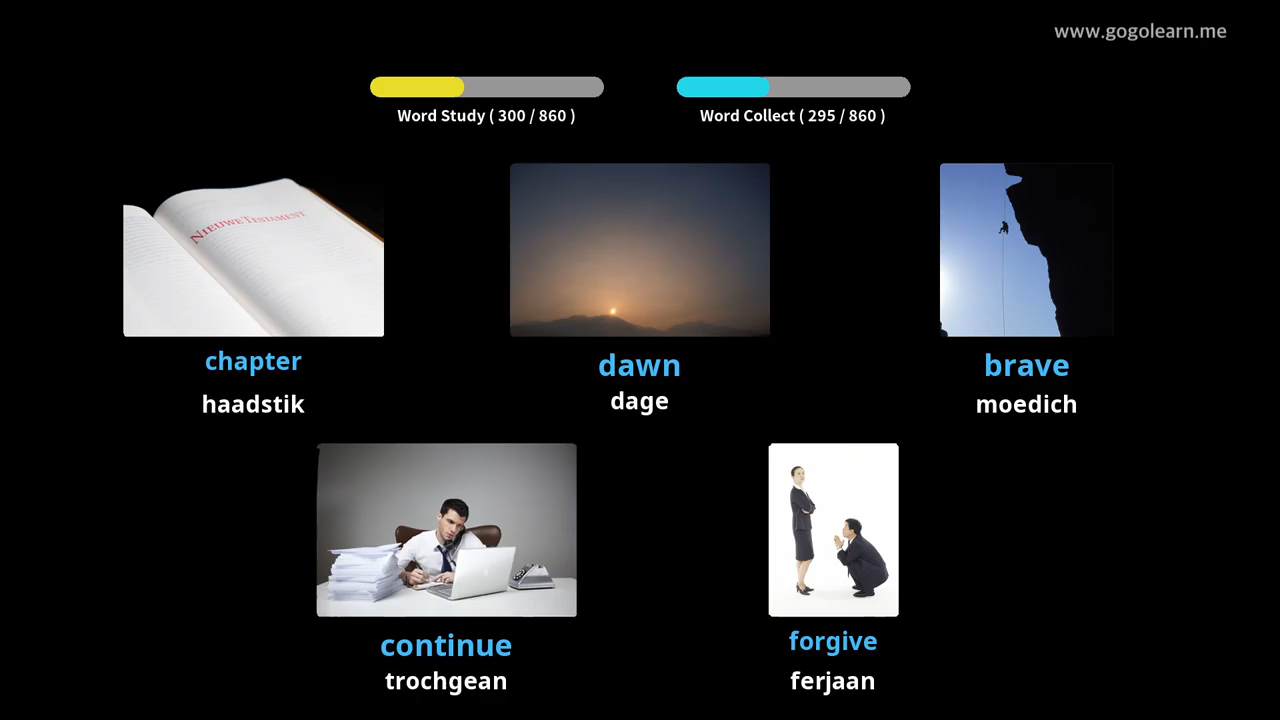 www.gogolearn.me
Word Study ( 300 / 860 )
Word Collect ( 295 / 860 )
NIEUWE TESTAMENT
chapter
haadstik
dawn
dage
brave
moedich
continue
trochgean
forgive
ferjaan